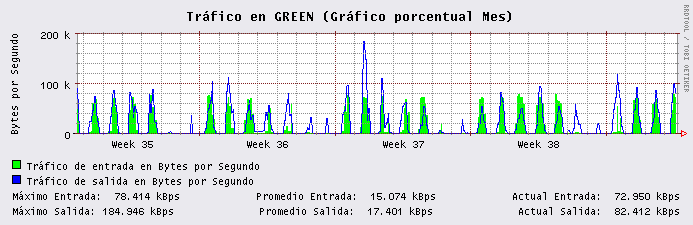 Tráfico en GREEN (Gráfico porcentual Mes)
RRDTOOL / TOBI OETIKER
Bytes por Segundo
200 k
100 k
0
Week 35 Week 36 Week 37 Week 38
Tráfico de entrada en Bytes por Segundo
Tráfico de salida en Bytes por Segundo
Máximo Entrada: 78.414 kBps Promedio Entrada: 15.074 kBps Actual Entrada: 72.950 kBps
Máximo Salida: 184.946 kBps Promedio Salida: 17.401 kBps Actual Salida: 82.412 kBps